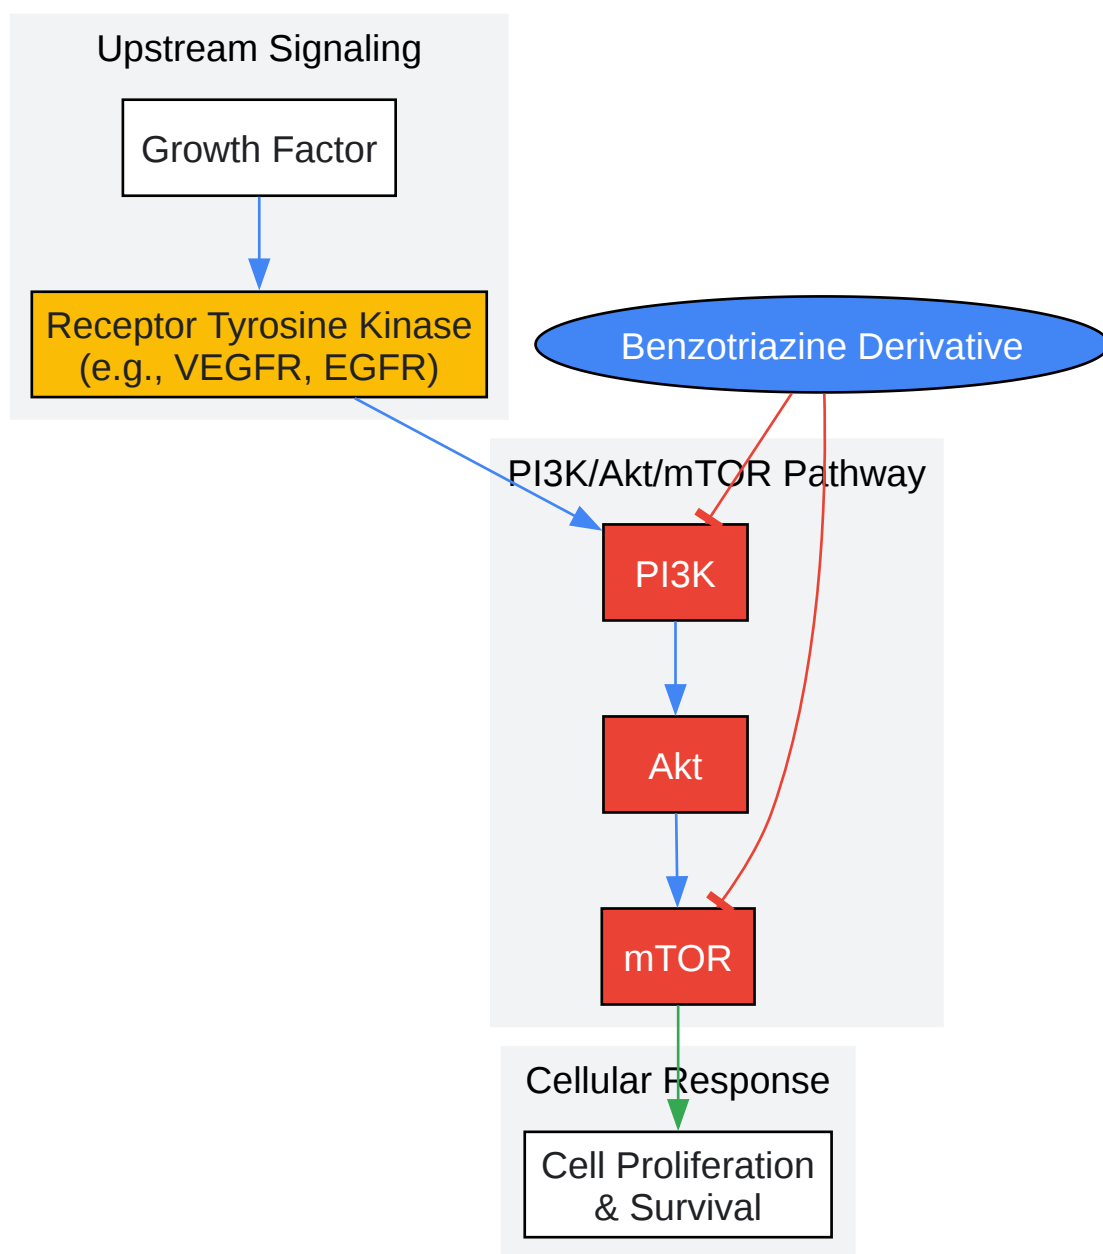 Upstream Signaling
Growth Factor
Receptor Tyrosine Kinase
(e.g., VEGFR, EGFR)
Benzotriazine Derivative
PI3K/Akt/mTOR Pathway
PI3K
Akt
mTOR
Cellular Response
Cell Proliferation
& Survival